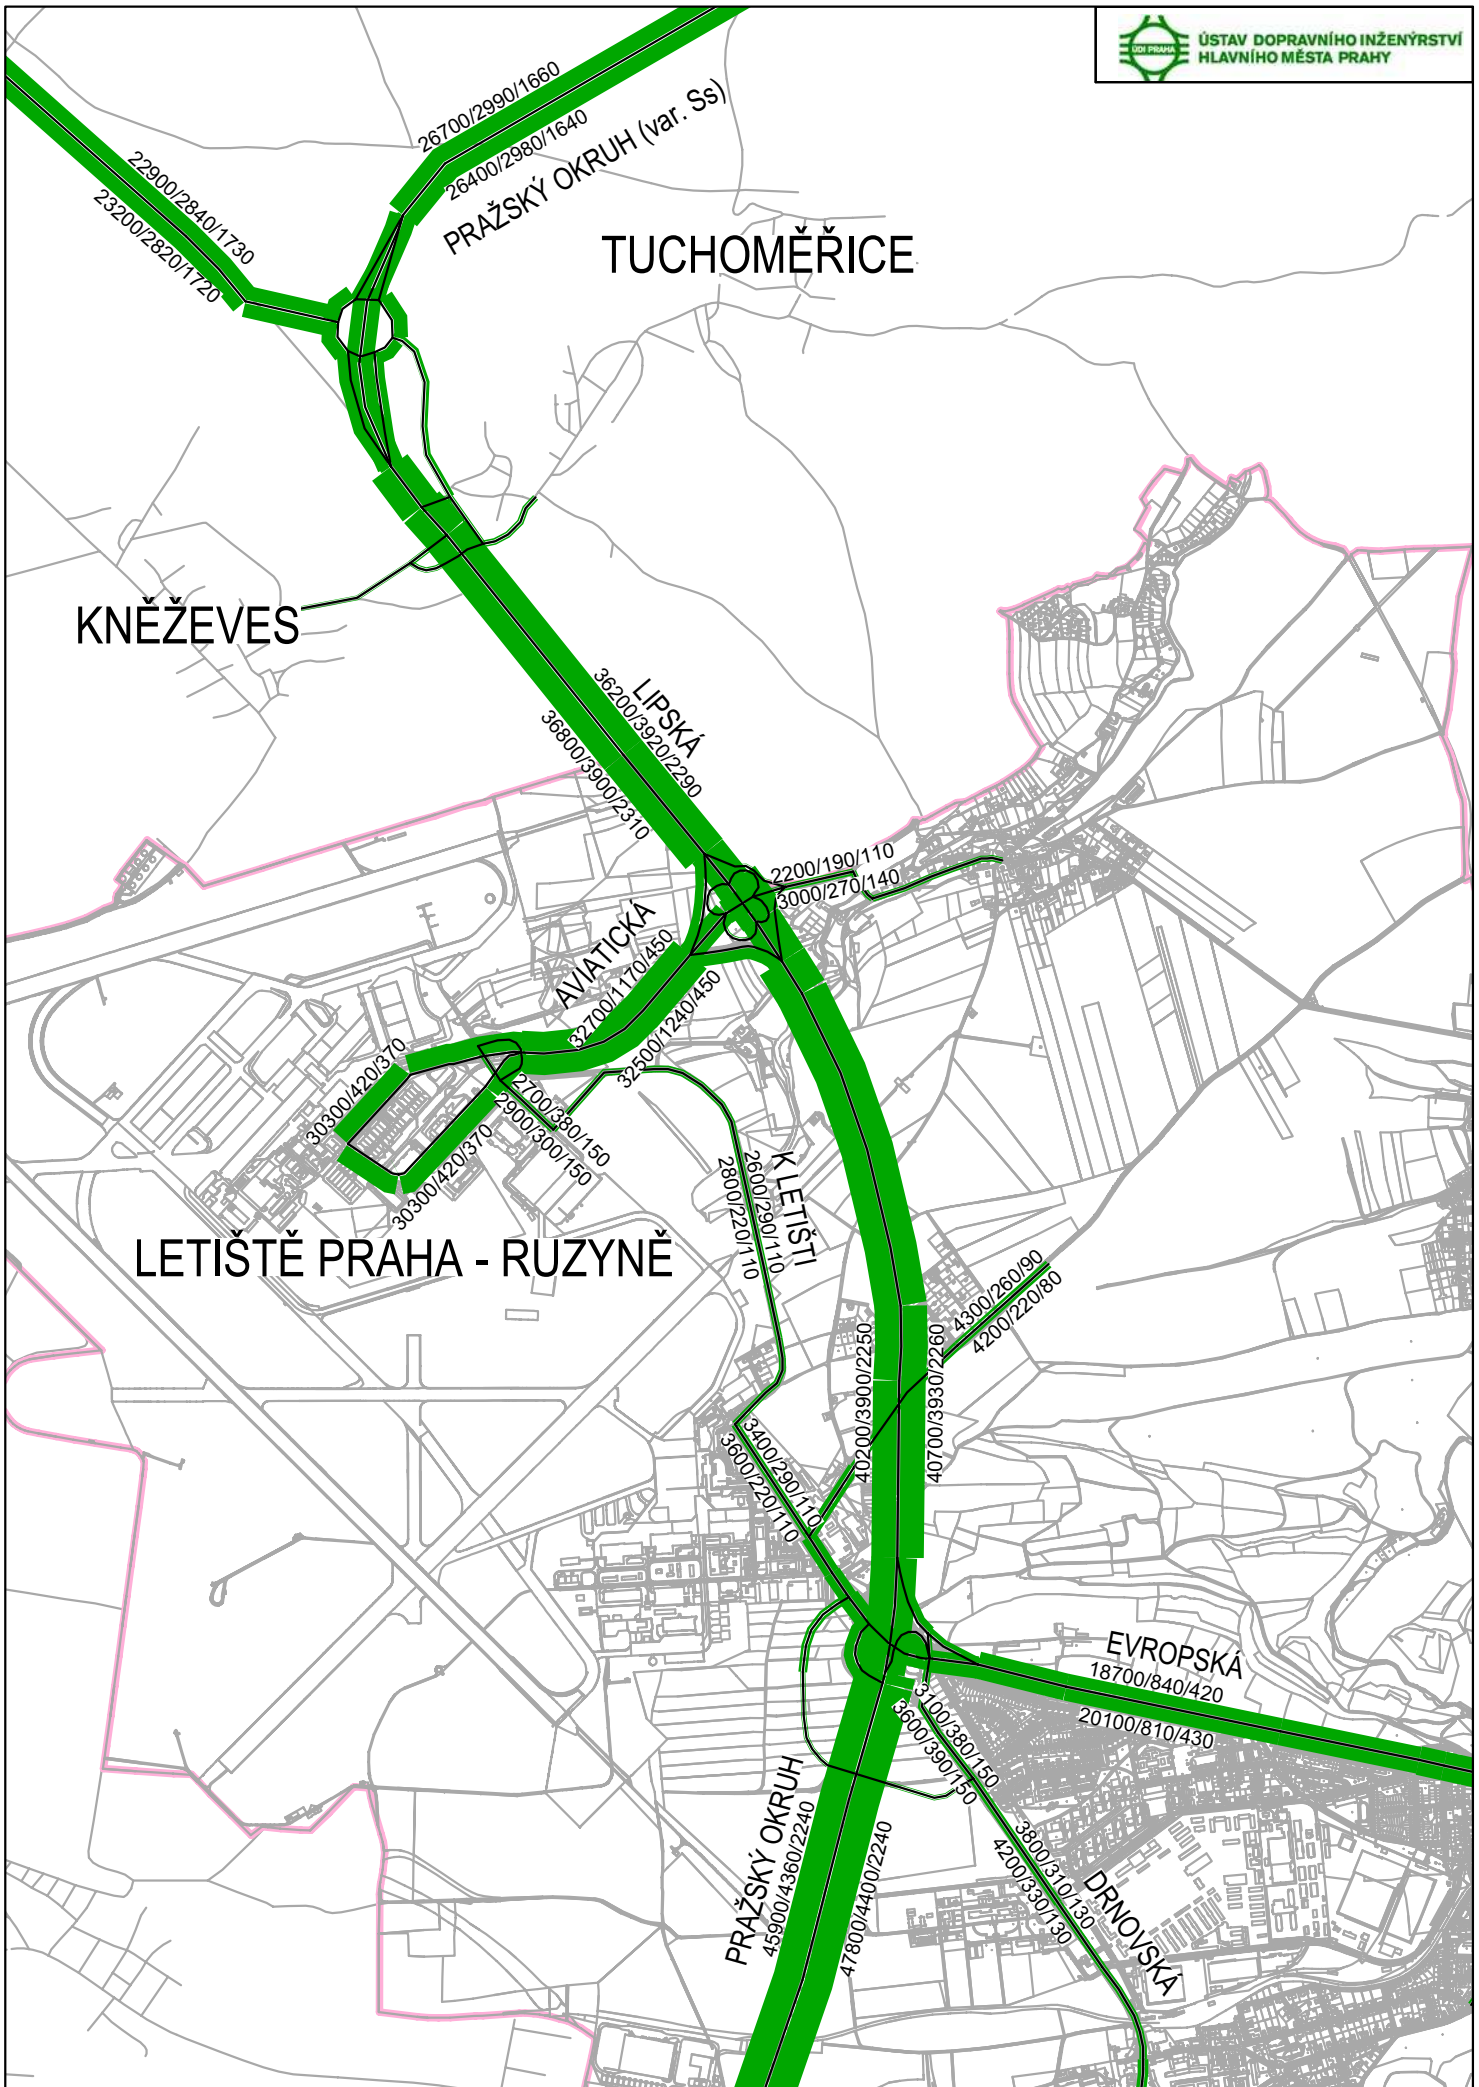 ÚSTAV DOPRAVNÍHO INŽENÝRSTVÍ
HLAVNÍHO MĚSTA PRAHY
ÚDI PRAHA
26700/2990/1660
26400/2980/1640
PRAŽSKÝ OKRUH (var. Ss)
22900/2840/1730
23200/2820/1720
TUCHOMĚŘICE
KNĚŽEVES
LIPSKÁ
36200/3920/2290
36800/3900/2310
2200/190/110
3000/270/140
AVIATICKÁ
32700/1170/450
32500/1240/450
30300/420/370
30300/420/370
2700/380/150
2900/300/150
K LETIŠTI
2600/290/110
2800/220/110
LETIŠTĚ PRAHA - RUZYNĚ
4300/260/90
4200/220/80
40200/3900/2250
40700/3930/2260
3400/290/110
3600/220/110
EVROPSKÁ
18700/840/420
20100/810/430
3100/380/150
3600/390/150
PRAŽSKÝ OKRUH
45900/4360/2240
47800/4400/2240
3800/310/130
4200/330/130
DRNOVSKÁ